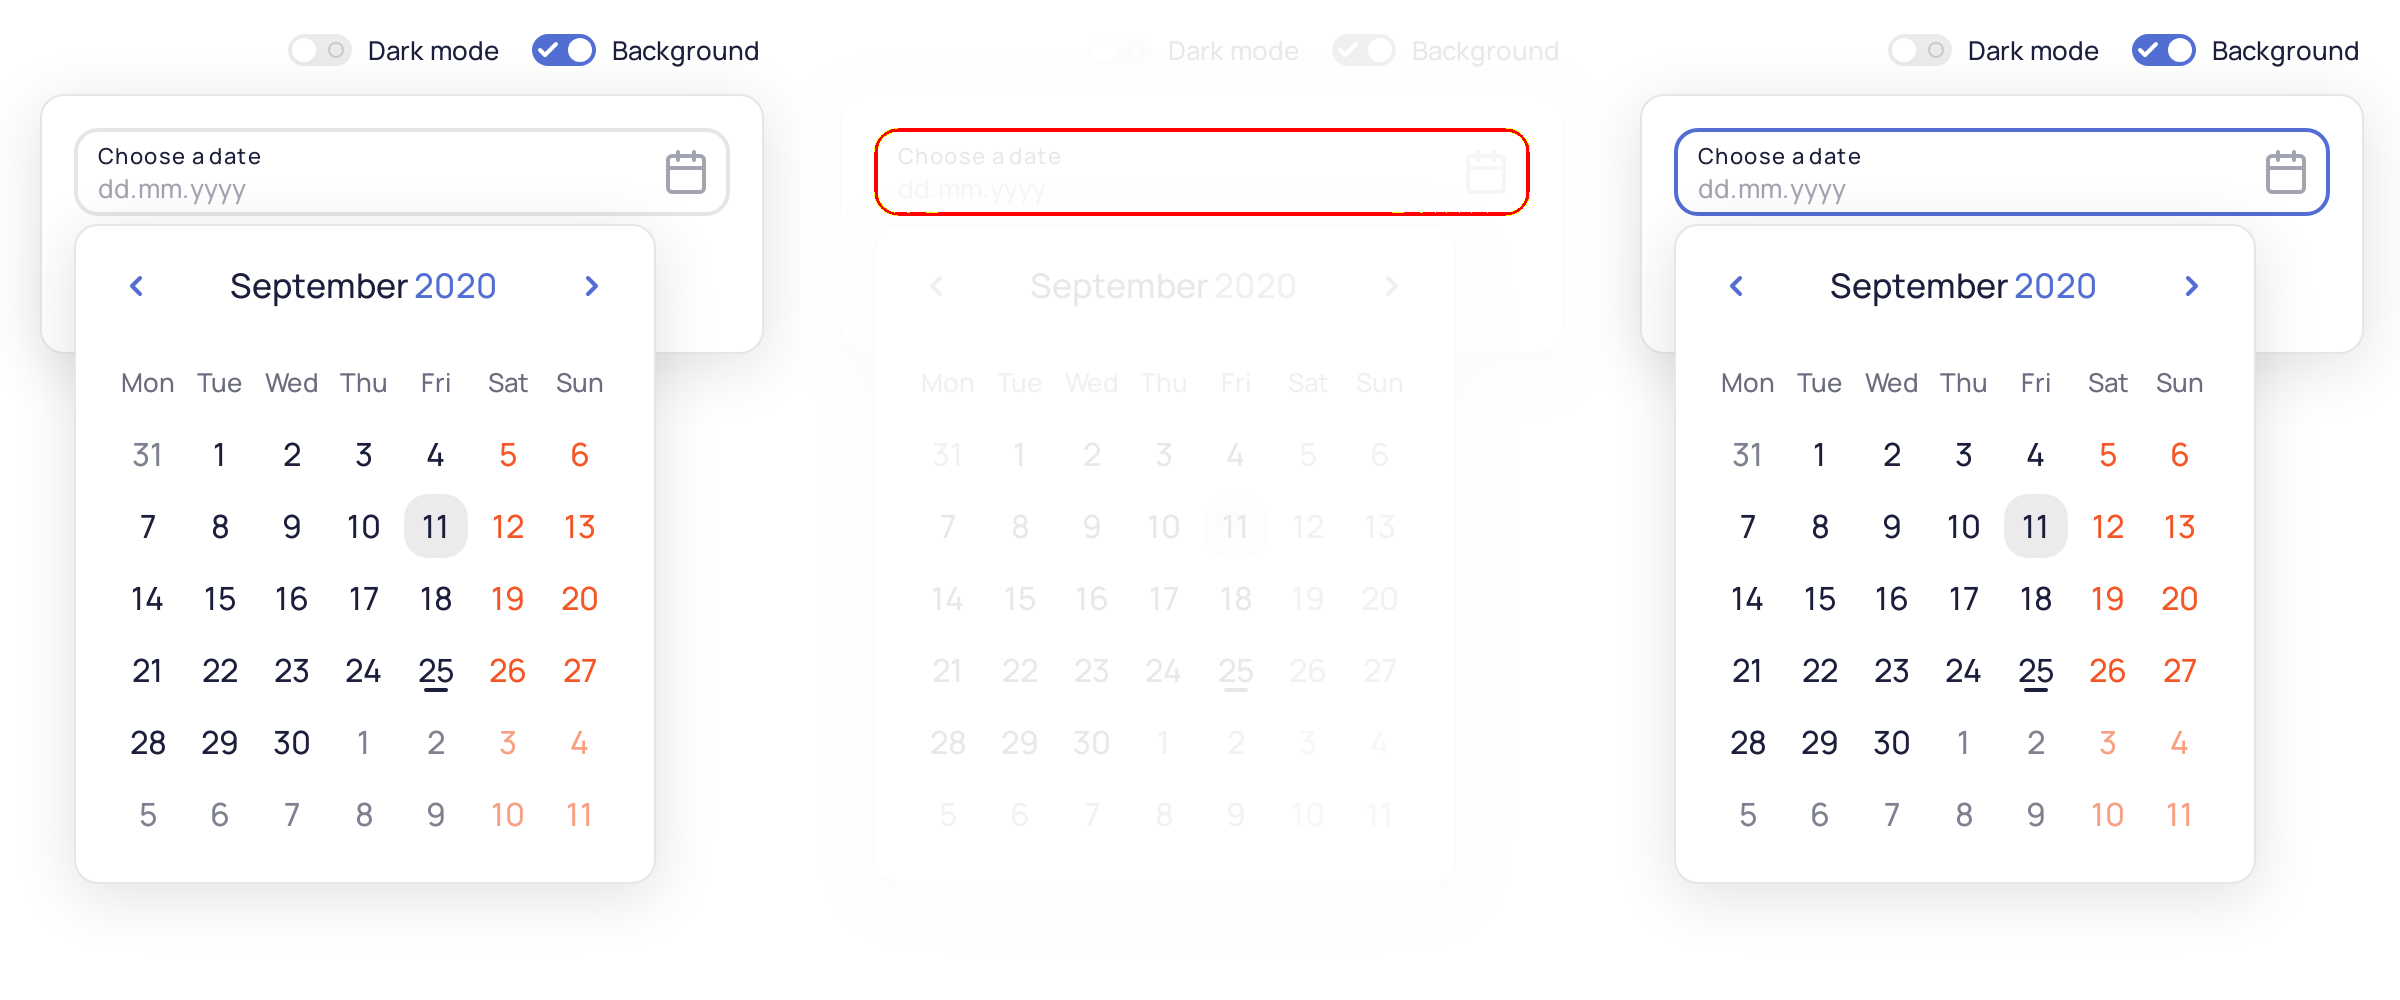 Dark mode Background
Choose a date
dd.mm.yyyy
September 2020
Mon Tue Wed Thu Fri Sat Sun
31 1 2 3 4 5 6
7 8 9 10 11 12 13
14 15 16 17 18 19 20
21 22 23 24 25 26 27
28 29 30 1 2 3 4
5 6 7 8 9 10 11
Dark mode Background
Choose a date
dd.mm.yyyy
September 2020
Mon Tue Wed Thu Fri Sat Sun
31 1 2 3 4 5 6
7 8 9 10 11 12 13
14 15 16 17 18 19 20
21 22 23 24 25 26 27
28 29 30 1 2 3 4
5 6 7 8 9 10 11
Dark mode Background
Choose a date
dd.mm.yyyy
September 2020
Mon Tue Wed Thu Fri Sat Sun
31 1 2 3 4 5 6
7 8 9 10 11 12 13
14 15 16 17 18 19 20
21 22 23 24 25 26 27
28 29 30 1 2 3 4
5 6 7 8 9 10 11